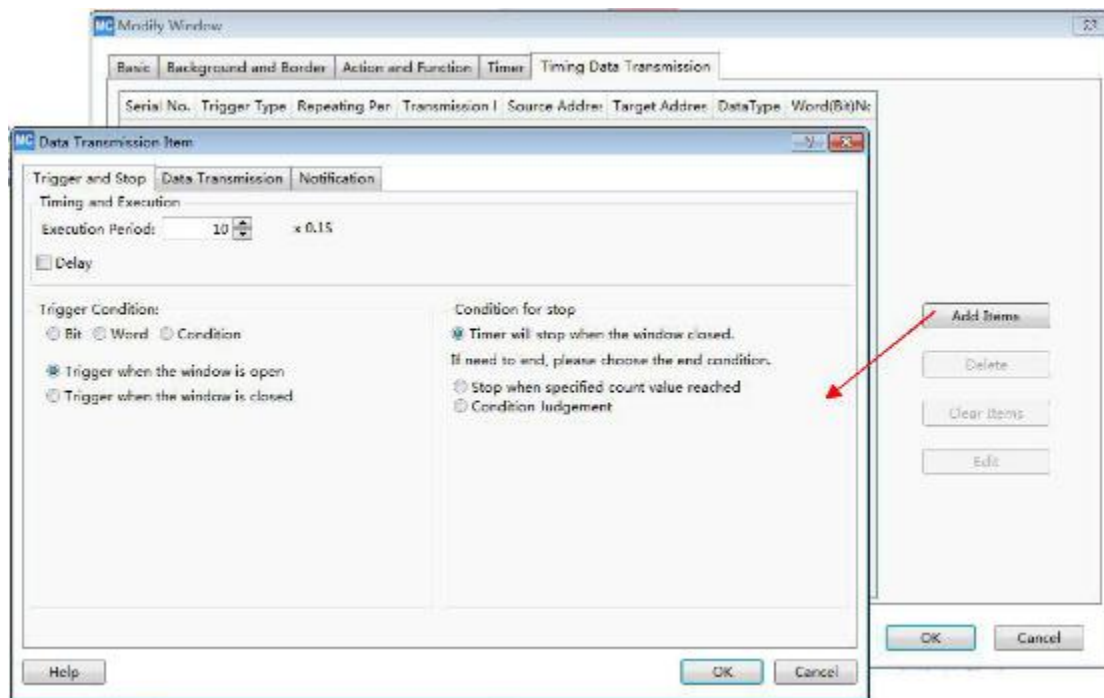 MC Modify Window
Basic Background and Border Action and Function Timer Timing Data Transmission
Serial No. Trigger Type Repeating Per Transmission I Source Addres Target Addres DataType Word(Bit)No
MC Data Transmission Item
Trigger and Stop Data Transmission Notification
Timing and Execution
Execution Period: 10 x 0.1S
Delay
Trigger Condition:
Bit Word Condition
Trigger when the window is open
Trigger when the window is closed
Condition for stop
Timer will stop when the window closed.
If need to end, please choose the end condition.
Stop when specified count value reached
Condition Judgement
Add Items
Delete
Clear Items
Edit
OK Cancel
Help OK Cancel